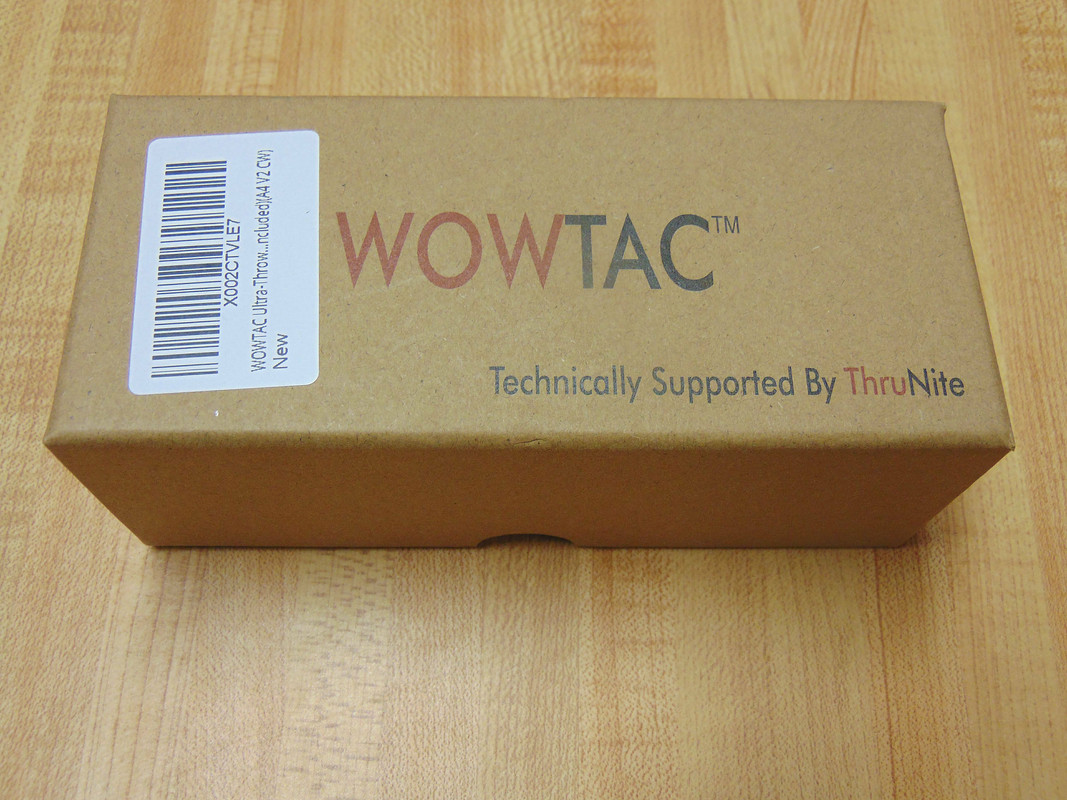 WOWTAC™
Technically Supported By ThruNite
X002CTVLE7
WOWTAC Ultra-Throw...ncluded)(A4 V2 CW)
New